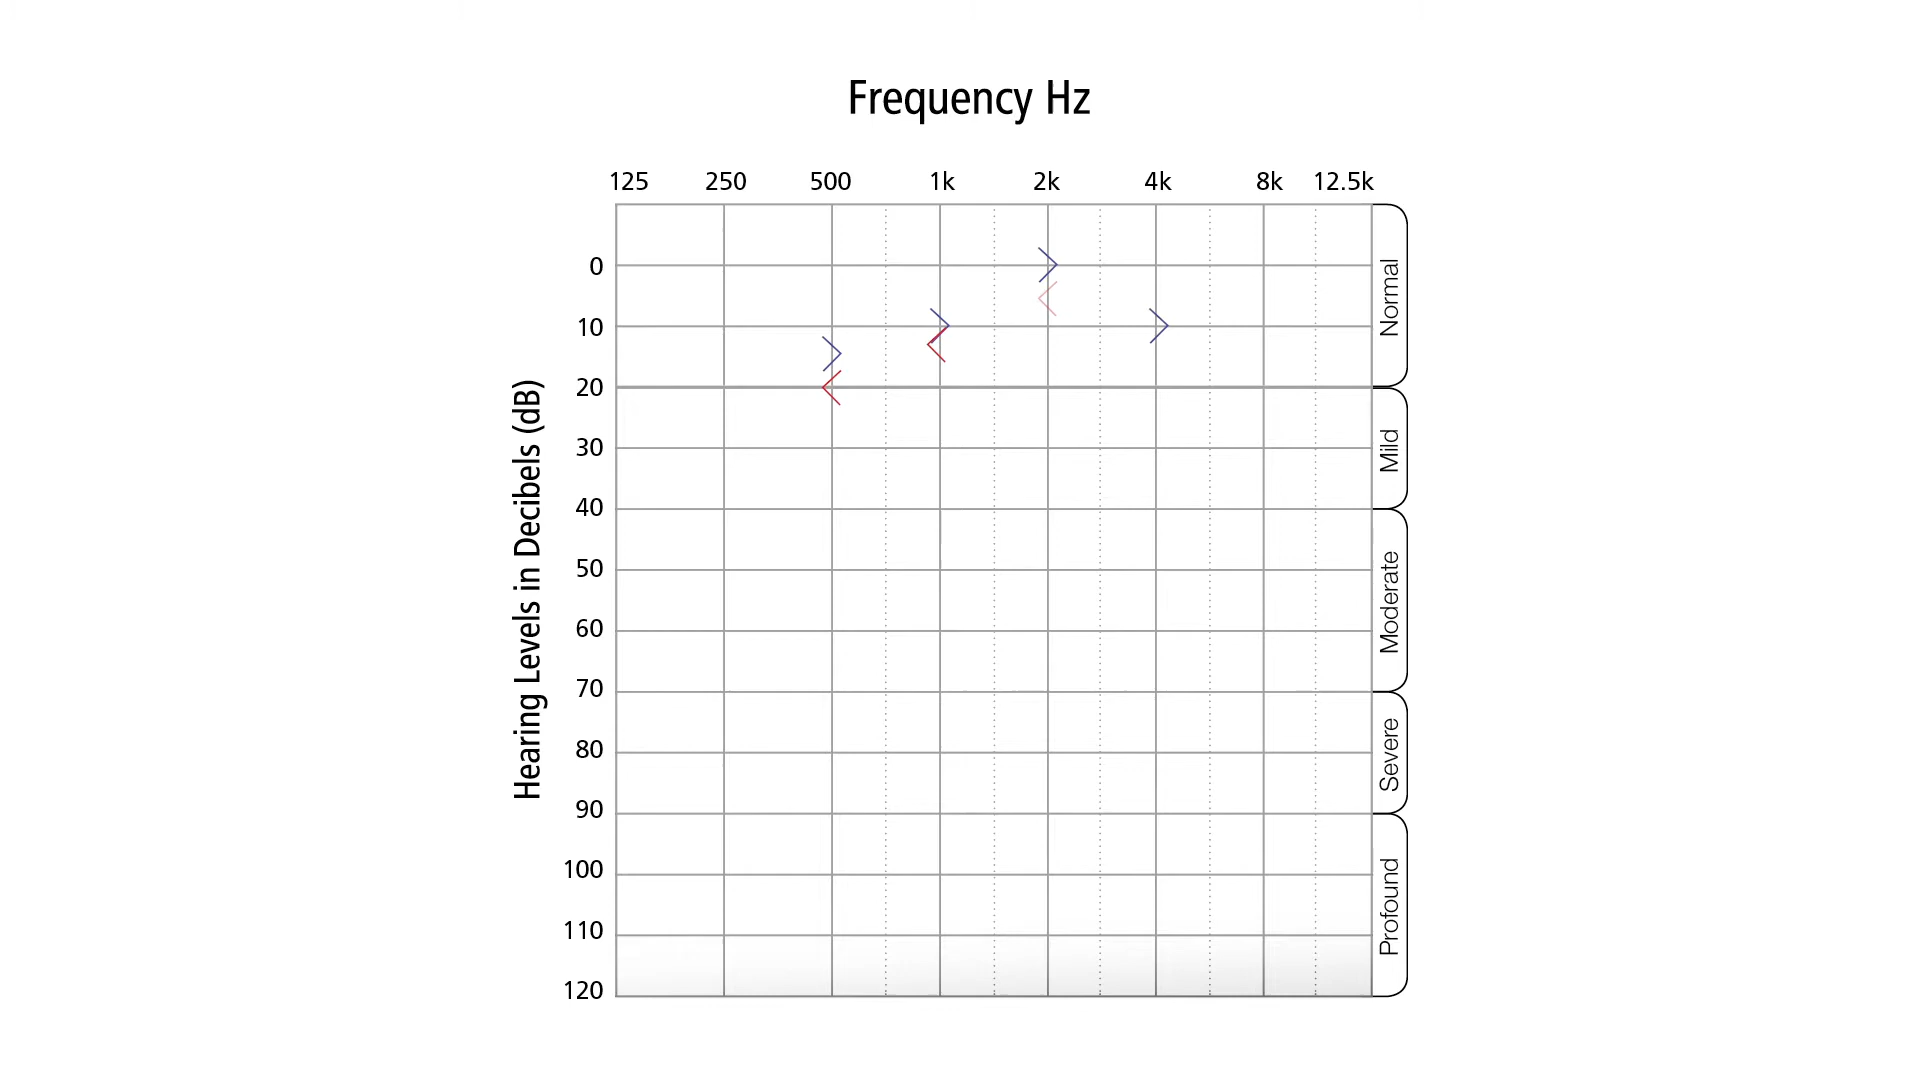 Frequency Hz
125 250 500 1k 2k 4k 8k 12.5k
Hearing Levels in Decibels (dB)
0
10
20
30
40
50
60
70
80
90
100
110
120
Normal
Mild
Moderate
Severe
Profound